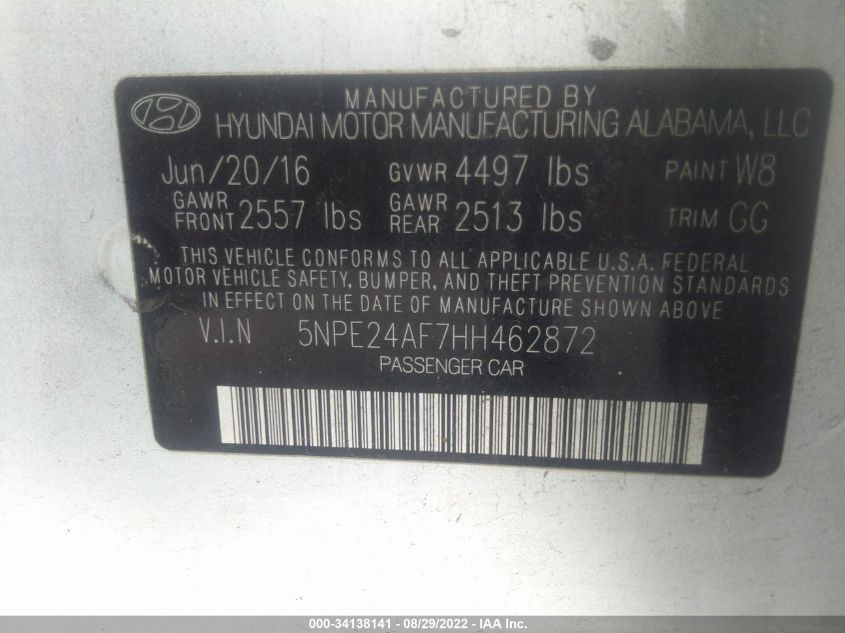 MANUFACTURED BY
HYUNDAI MOTOR MANUFACTURING ALABAMA, LLC
Jun/20/16 GVWR 4497 lbs PAINT W8
GAWR FRONT 2557 lbs GAWR REAR 2513 lbs TRIM GG
THIS VEHICLE CONFORMS TO ALL APPLICABLE U.S.A. FEDERAL
MOTOR VEHICLE SAFETY, BUMPER, AND THEFT PREVENTION STANDARDS
IN EFFECT ON THE DATE OF MANUFACTURE SHOWN ABOVE
V.I.N 5NPE24AF7HH462872
PASSENGER CAR
000-34138141 - 08/29/2022 - IAA Inc.